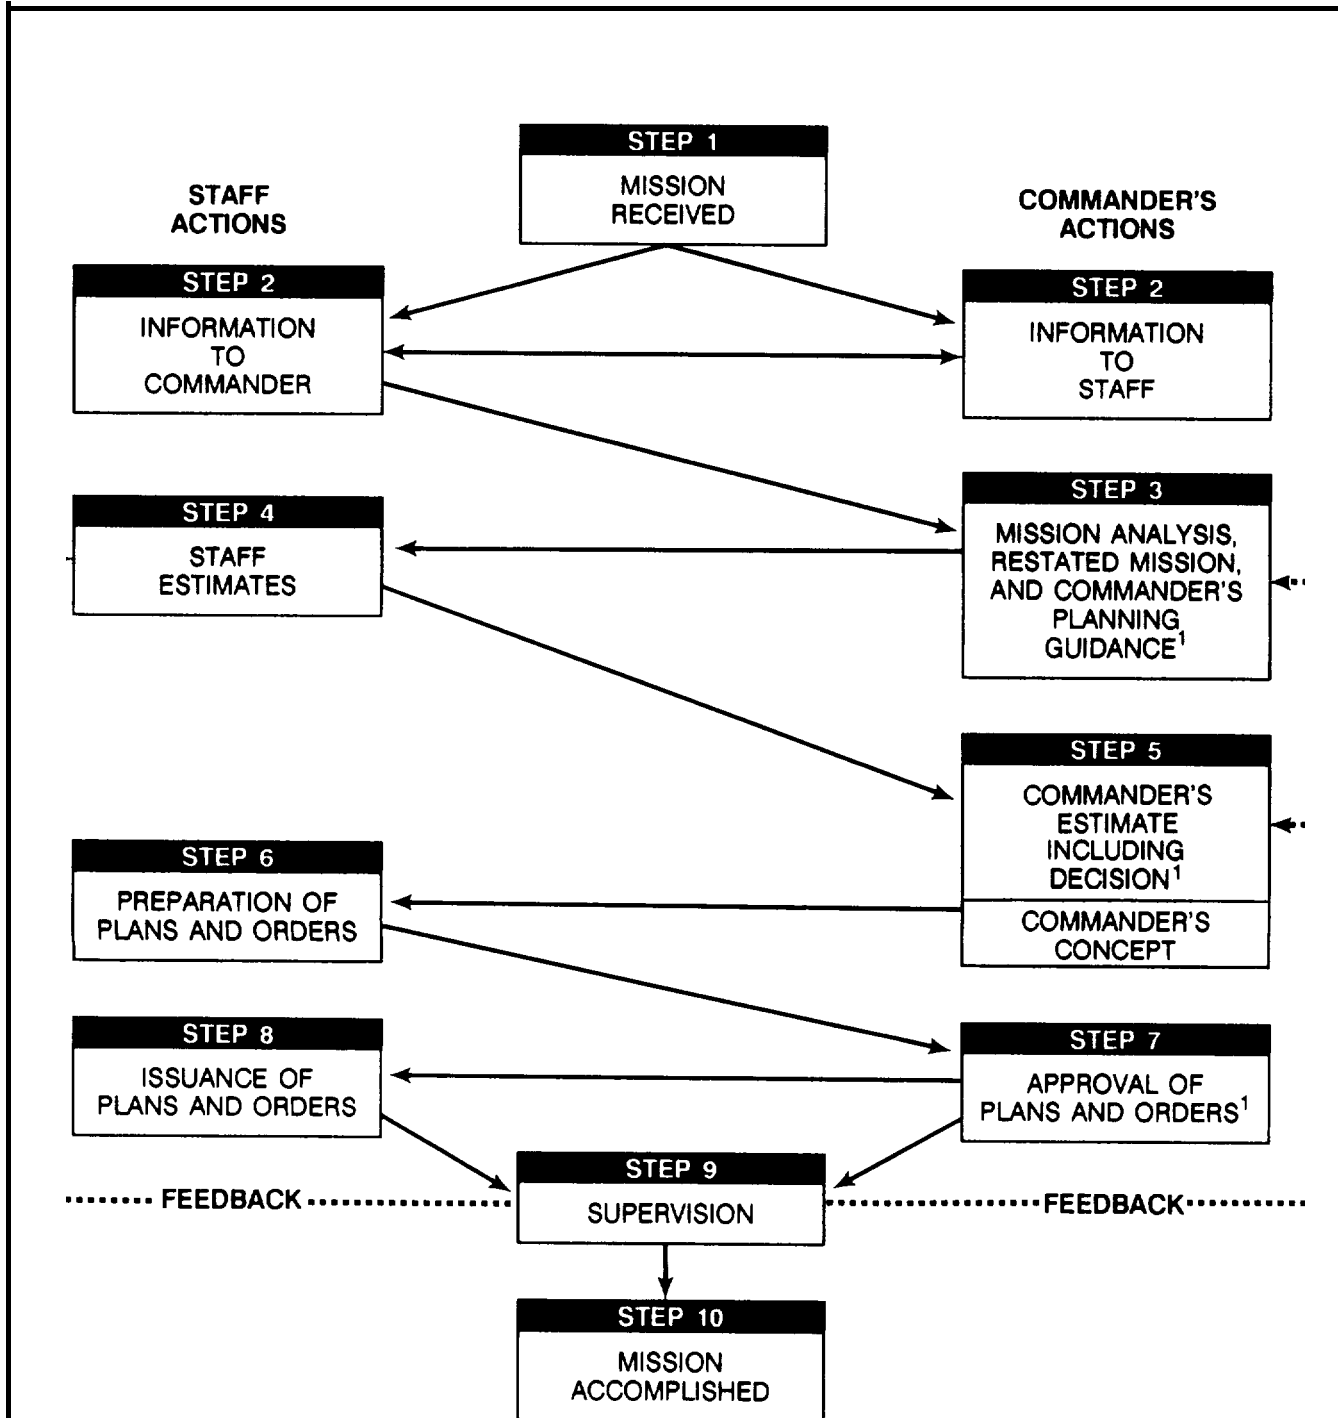 STEP 1
MISSION
RECEIVED
STAFF
ACTIONS
COMMANDER'S
ACTIONS
STEP 2
INFORMATION
TO
COMMANDER
STEP 2
INFORMATION
TO
STAFF
STEP 3
MISSION ANALYSIS,
RESTATED MISSION,
AND COMMANDER'S
PLANNING
GUIDANCE¹
STEP 4
STAFF
ESTIMATES
STEP 5
COMMANDER'S
ESTIMATE
INCLUDING
DECISION¹
COMMANDER'S
CONCEPT
STEP 6
PREPARATION OF
PLANS AND ORDERS
STEP 7
APPROVAL OF
PLANS AND ORDERS¹
STEP 8
ISSUANCE OF
PLANS AND ORDERS
STEP 9
SUPERVISION
FEEDBACK
FEEDBACK
STEP 10
MISSION
ACCOMPLISHED